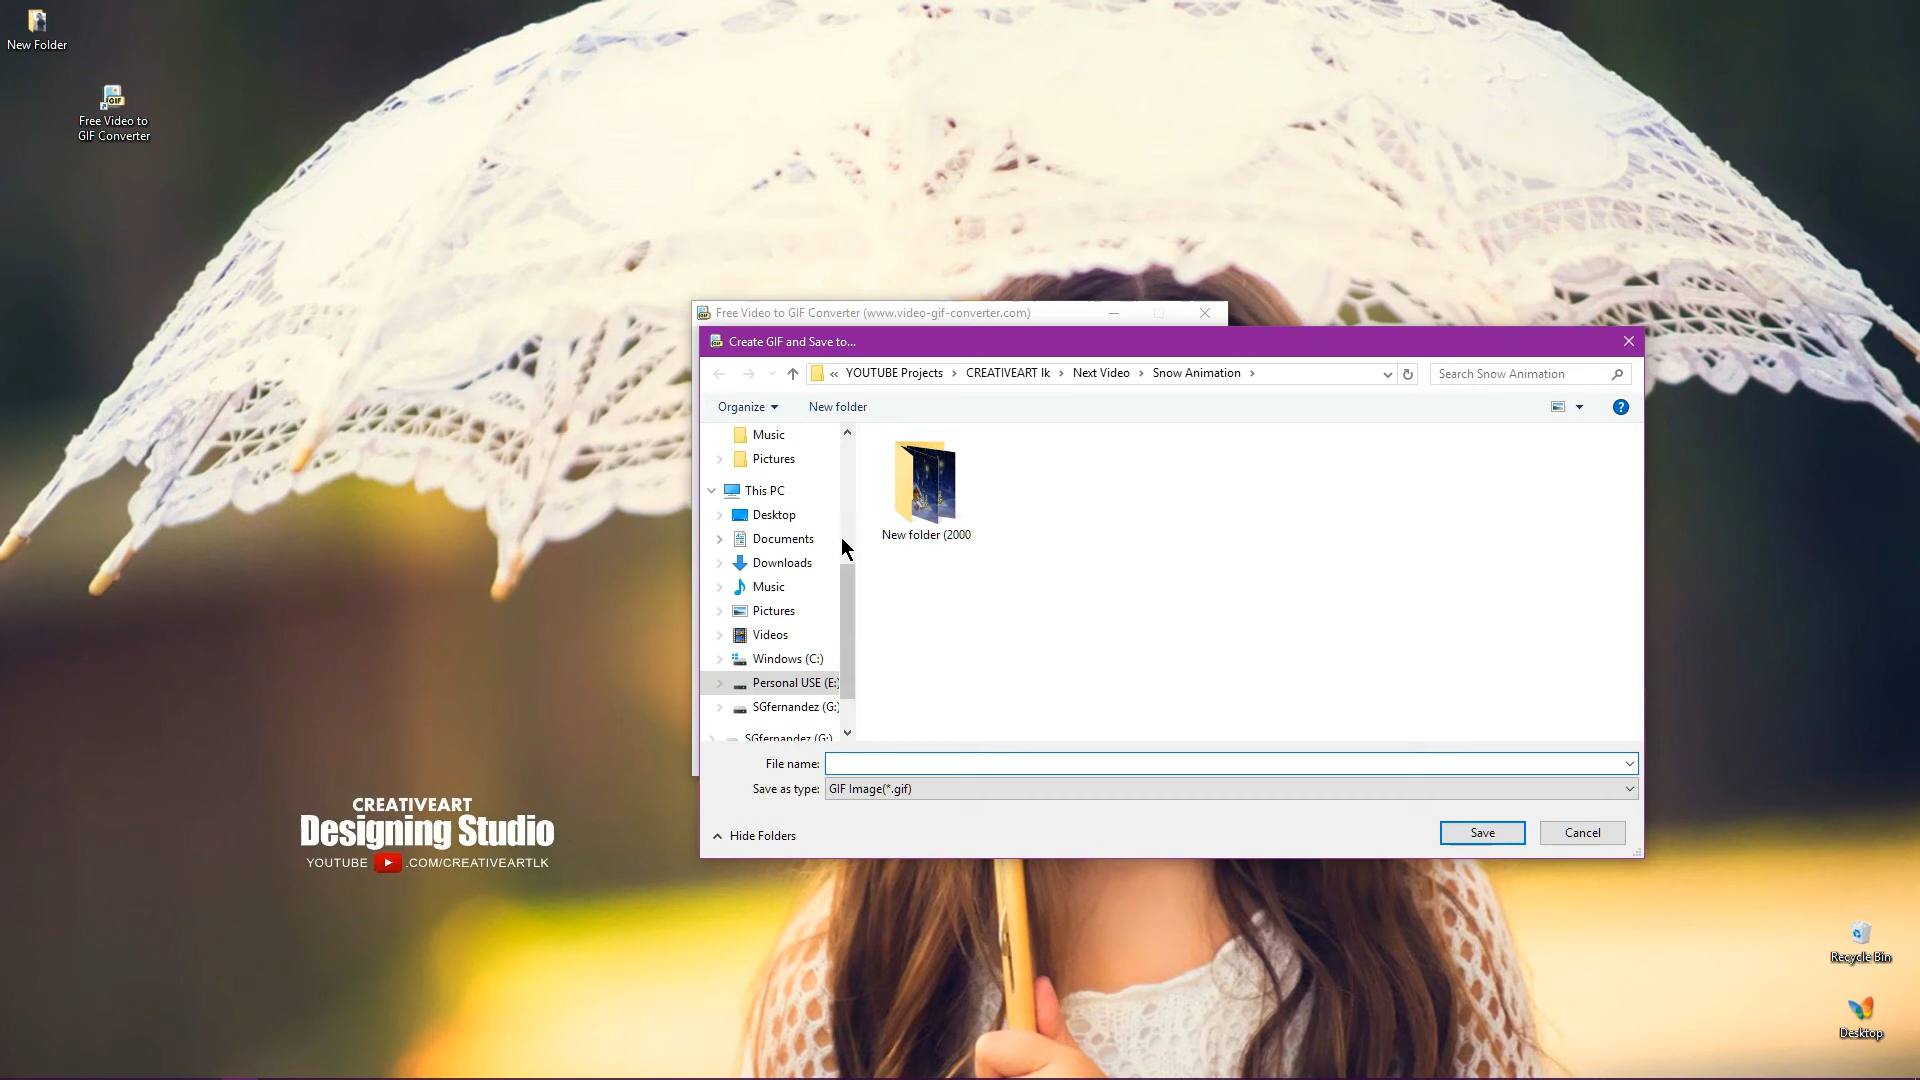 New Folder
Free Video to
GIF Converter
Free Video to GIF Converter (www.video-gif-converter.com)
Create GIF and Save to...
« YOUTUBE Projects > CREATIVEART lk > Next Video > Snow Animation >
Search Snow Animation
Organize
New folder
Music
Pictures
This PC
Desktop
Documents
Downloads
Music
Pictures
Videos
Windows (C:)
Personal USE (E:)
SGfernandez (G:)
SGfernandez (G:)
New folder (2000
File name:
Save as type:
GIF Image(*.gif)
Hide Folders
Save
Cancel
CREATIVEART
Designing Studio
YOUTUBE .COM/CREATIVEARTLK
Recycle Bin
Desktop